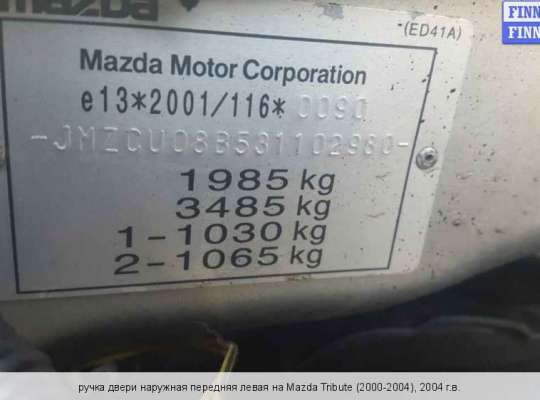 mazda
-(ED41A)
FINN
FINN
Mazda Motor Corporation
e13*2001/116* 0090
-JMZCU08B531102980-
1985 kg
3485 kg
1-1030 kg
2-1065 kg
ручка двери наружная передняя левая на Mazda Tribute (2000-2004), 2004 г.в.